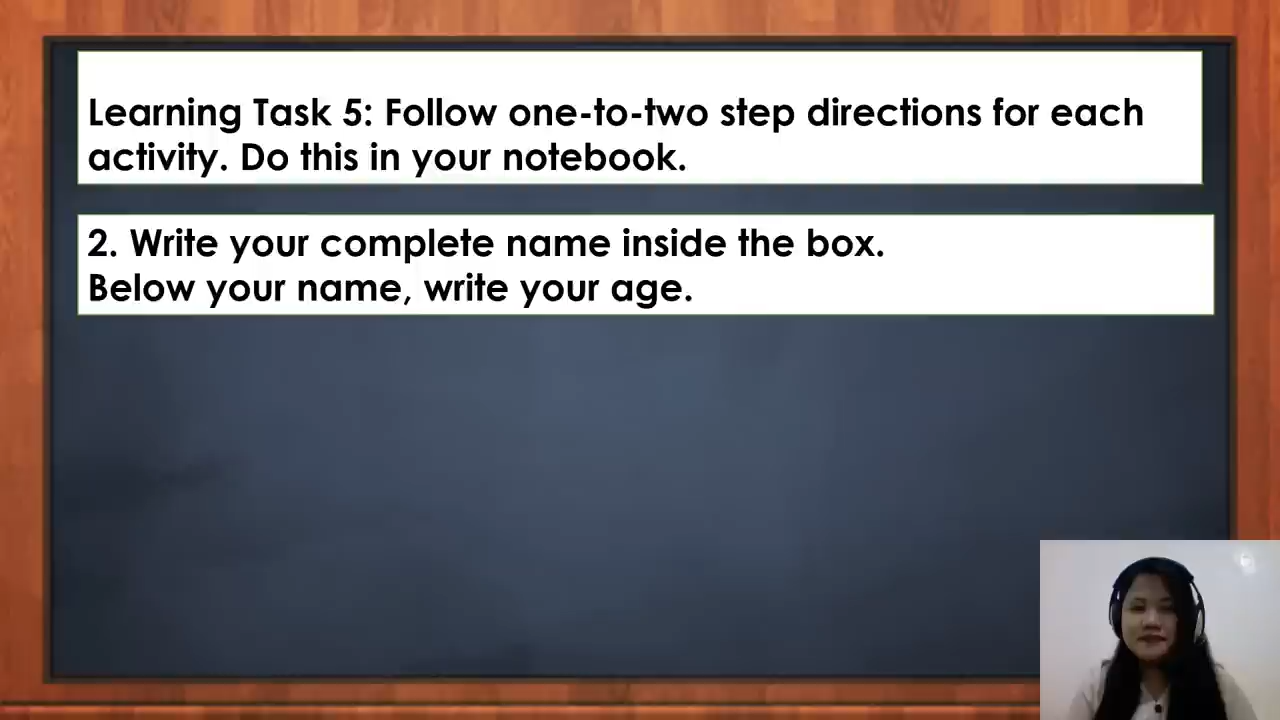 Learning Task 5: Follow one-to-two step directions for each
activity. Do this in your notebook.
2. Write your complete name inside the box.
Below your name, write your age.